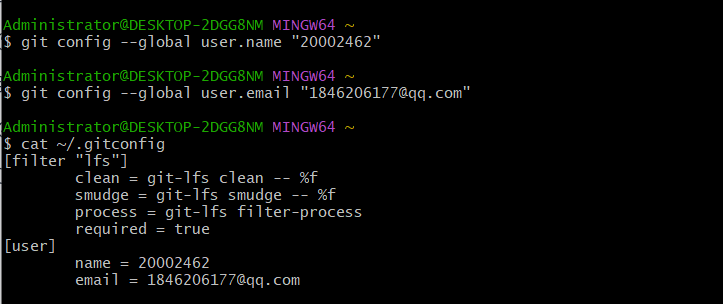 Administrator@DESKTOP-2DGG8NM MINGW64 ~
$ git config --global user.name "20002462"
Administrator@DESKTOP-2DGG8NM MINGW64 ~
$ git config --global user.email "1846206177@qq.com"
Administrator@DESKTOP-2DGG8NM MINGW64 ~
$ cat ~/.gitconfig
[filter "lfs"]
        clean = git-lfs clean -- %f
        smudge = git-lfs smudge -- %f
        process = git-lfs filter-process
        required = true
[user]
        name = 20002462
        email = 1846206177@qq.com